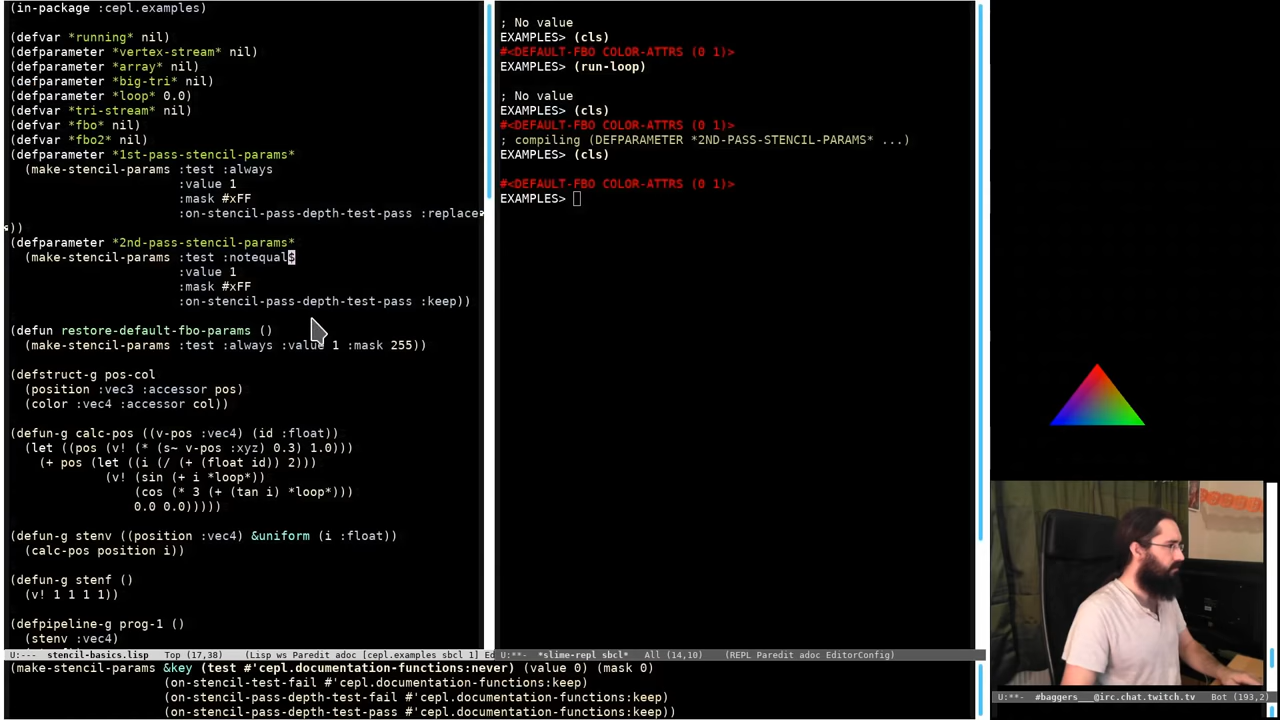 (in-package :cepl.examples)
(defvar *running* nil)
(defparameter *vertex-stream* nil)
(defparameter *array* nil)
(defparameter *big-tri* nil)
(defparameter *loop* 0.0)
(defvar *tri-stream* nil)
(defvar *fbo* nil)
(defvar *fbo2* nil)
(defparameter *1st-pass-stencil-params*
(make-stencil-params :test :always
:value 1
:mask #xFF
:on-stencil-pass-depth-test-pass :replace
))
(defparameter *2nd-pass-stencil-params*
(make-stencil-params :test :notequal$
:value 1
:mask #xFF
:on-stencil-pass-depth-test-pass :keep))
(defun restore-default-fbo-params ()
(make-stencil-params :test :always :value 1 :mask 255))
(defstruct-g pos-col
(position :vec3 :accessor pos)
(color :vec4 :accessor col))
(defun-g calc-pos ((v-pos :vec4) (id :float))
(let ((pos (v! (* (s~ v-pos :xyz) 0.3) 1.0)))
(+ pos (let ((i (/ (+ (float id)) 2)))
(v! (sin (+ i *loop*))
(cos (* 3 (+ (tan i) *loop*)))
0.0 0.0)))))
(defun-g stenv ((position :vec4) &uniform (i :float))
(calc-pos position i))
(defun-g stenf ()
(v! 1 1 1 1))
(defpipeline-g prog-1 ()
(stenv :vec4)
U:--- stencil-basics.lisp Top (17,38) (Lisp ws Paredit adoc [cepl.examples sbcl 1] Ed
(make-stencil-params &key (test #'cepl.documentation-functions:never) (value 0) (mask 0)
(on-stencil-test-fail #'cepl.documentation-functions:keep)
(on-stencil-pass-depth-test-fail #'cepl.documentation-functions:keep)
(on-stencil-pass-depth-test-pass #'cepl.documentation-functions:keep))
; No value
EXAMPLES> (cls)
#<DEFAULT-FBO COLOR-ATTRS (0 1)>
EXAMPLES> (run-loop)
; No value
EXAMPLES> (cls)
#<DEFAULT-FBO COLOR-ATTRS (0 1)>
; compiling (DEFPARAMETER *2ND-PASS-STENCIL-PARAMS* ...)
EXAMPLES> (cls)
#<DEFAULT-FBO COLOR-ATTRS (0 1)>
EXAMPLES>
U:**- *slime-repl sbcl* All (14,10) (REPL Paredit adoc EditorConfig)
U:**- #baggers___@irc.chat.twitch.tv Bot (193,2)